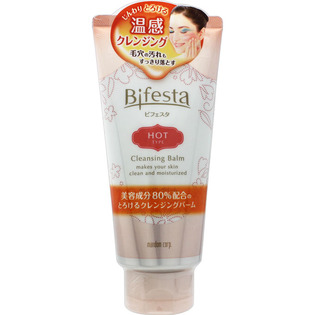 じんわりとろける
温感
クレンジング
毛穴の汚れも
すっきり落とす
Bifesta
ビフェスタ
HOT
TYPE
Cleansing Balm
makes your skin
clean and moisturized
美容成分80%配合の
とろけるクレンジングバーム
mandom corp.